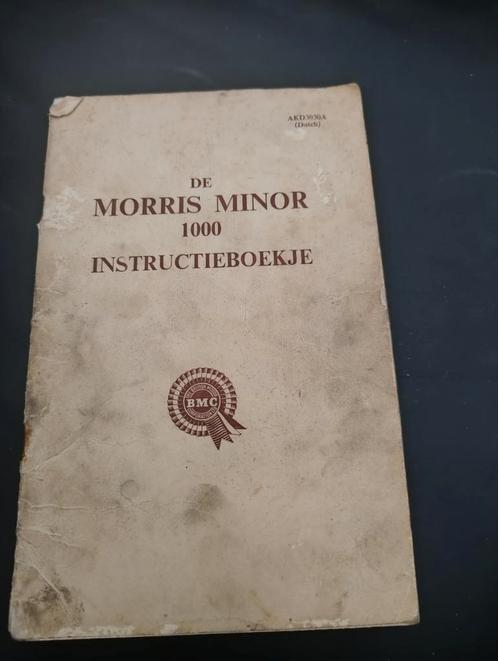 AKD3030A
(Dutch)
DE
MORRIS MINOR
1000
INSTRUCTIEBOEKJE
BMC